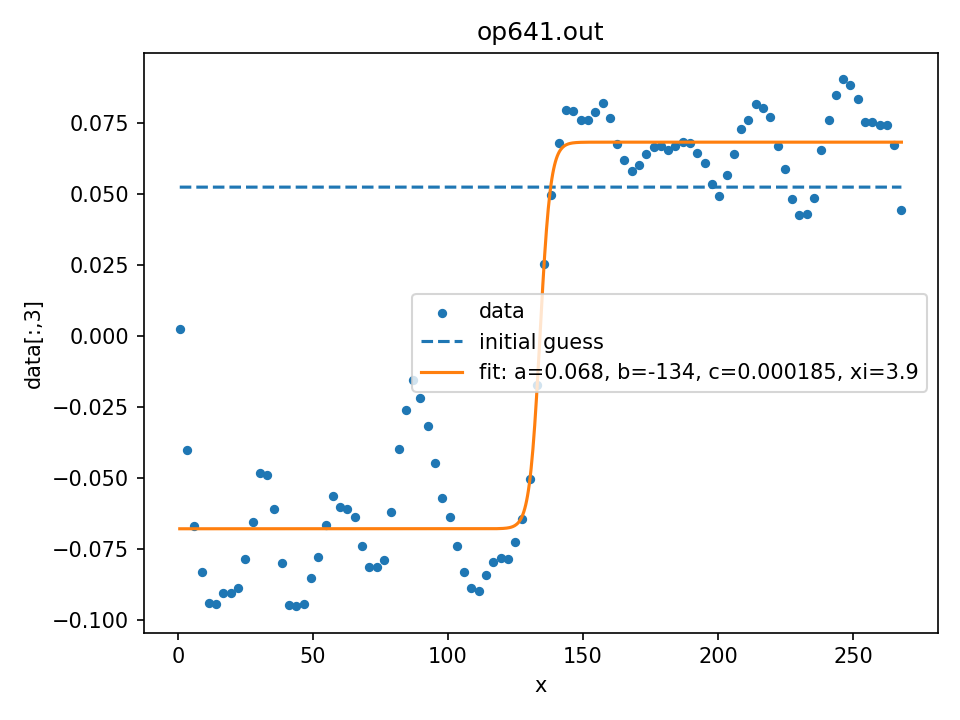 op641.out
data[:,3]
0.075
0.050
0.025
0.000
−0.025
−0.050
−0.075
−0.100
data
initial guess
fit: a=0.068, b=-134, c=0.000185, xi=3.9
0 50 100 150 200 250
x